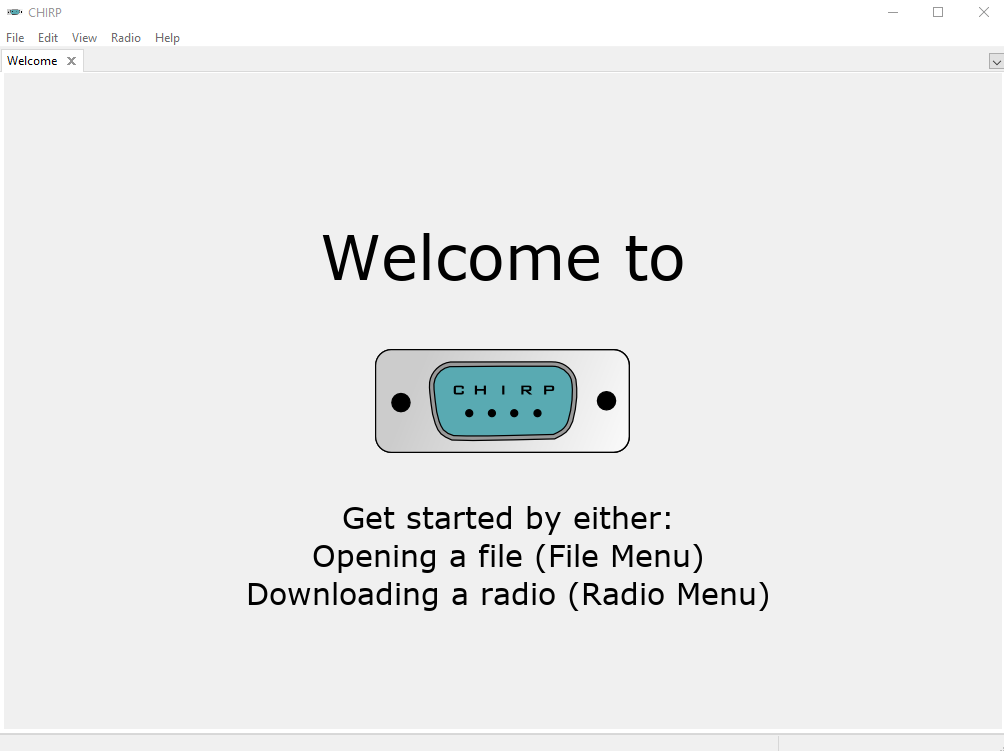 CHIRP
File Edit View Radio Help
Welcome
Welcome to
CHIRP
Get started by either:
Opening a file (File Menu)
Downloading a radio (Radio Menu)